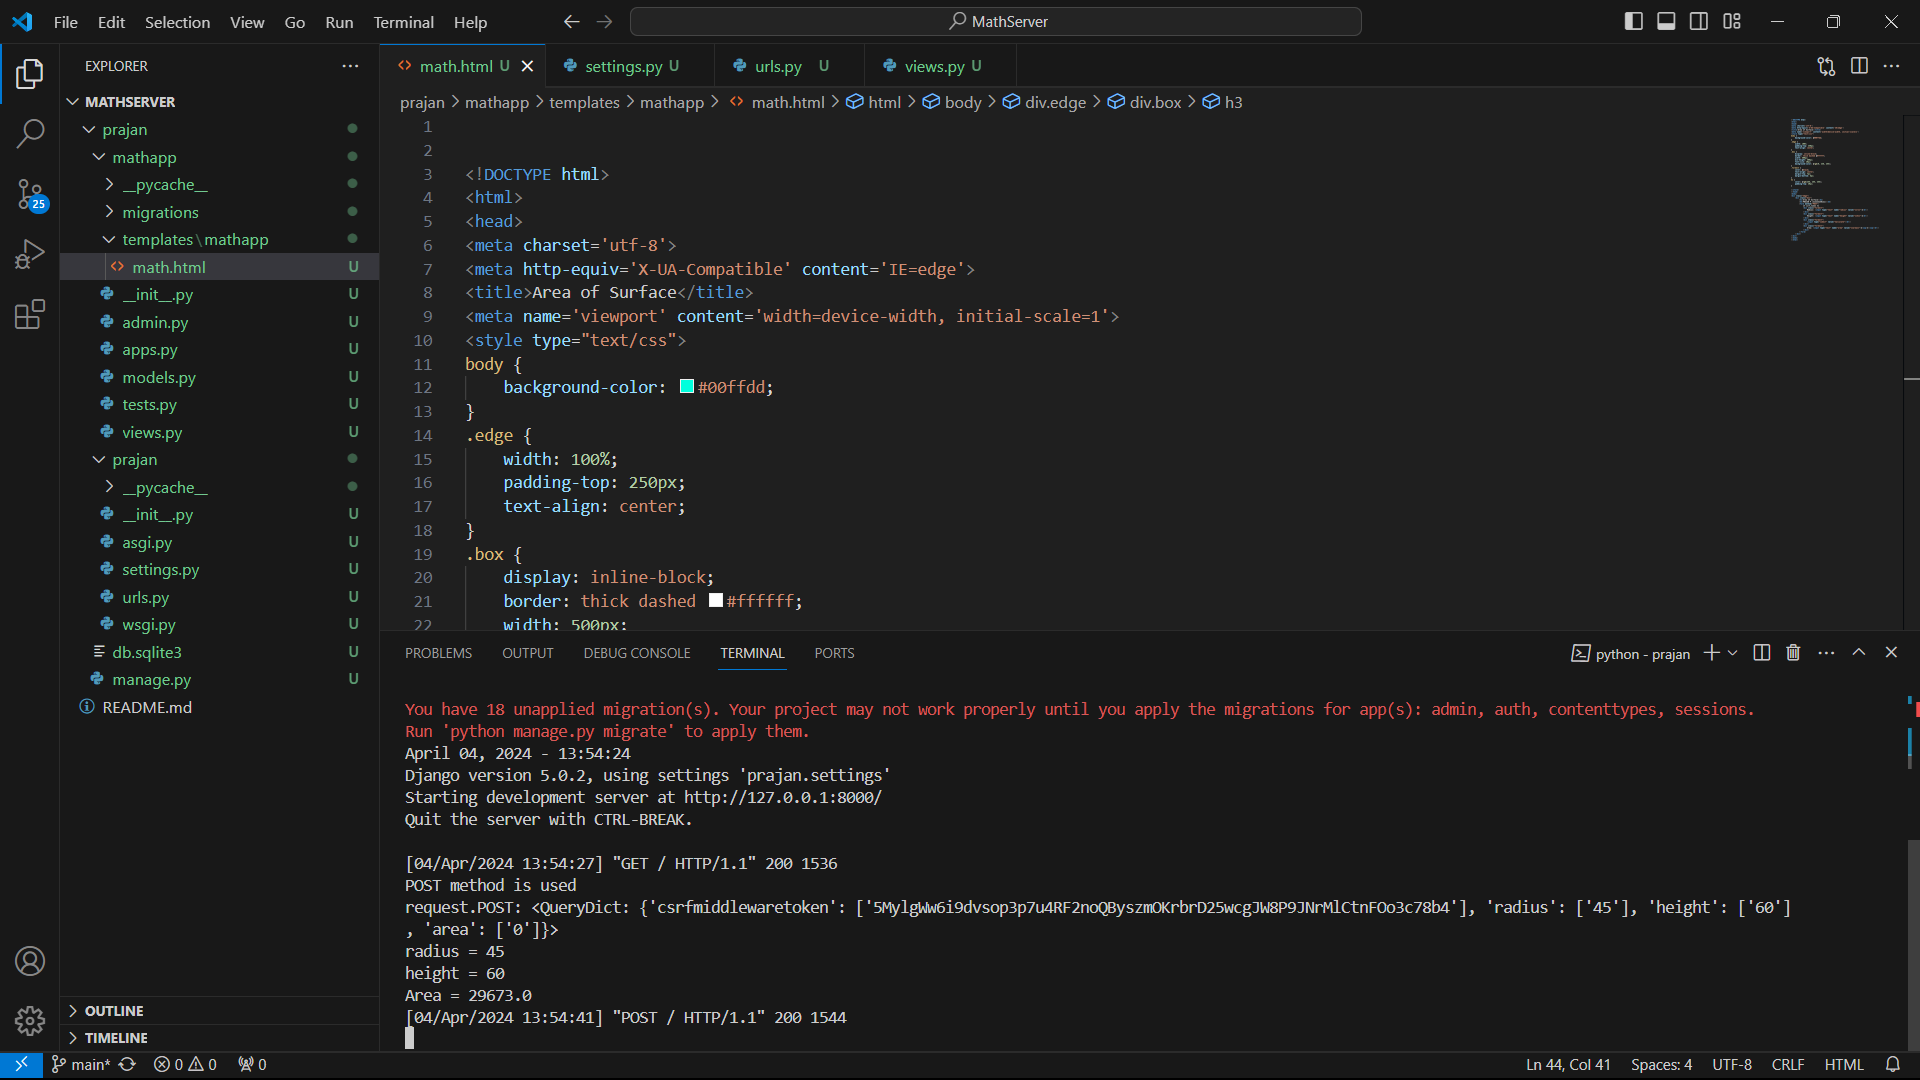 File Edit Selection View Go Run Terminal Help
MathServer
EXPLORER
math.html U
settings.py U
urls.py U
views.py U
prajan > mathapp > templates > mathapp > math.html > html > body > div.edge > div.box > h3
MATHSERVER
prajan
mathapp
__pycache__
migrations
templates\mathapp
math.html U
__init__.py U
admin.py U
apps.py U
models.py U
tests.py U
views.py U
prajan
__pycache__
__init__.py U
asgi.py U
settings.py U
urls.py U
wsgi.py U
db.sqlite3 U
manage.py U
README.md
25
OUTLINE
TIMELINE
1
2
3 <!DOCTYPE html>
4 <html>
5 <head>
6 <meta charset='utf-8'>
7 <meta http-equiv='X-UA-Compatible' content='IE=edge'>
8 <title>Area of Surface</title>
9 <meta name='viewport' content='width=device-width, initial-scale=1'>
10 <style type="text/css">
11 body {
12 background-color: #00ffdd;
13 }
14 .edge {
15 width: 100%;
16 padding-top: 250px;
17 text-align: center;
18 }
19 .box {
20 display: inline-block;
21 border: thick dashed #ffffff;
22 width: 500px;
PROBLEMS OUTPUT DEBUG CONSOLE TERMINAL PORTS
python - prajan
You have 18 unapplied migration(s). Your project may not work properly until you apply the migrations for app(s): admin, auth, contenttypes, sessions.
Run 'python manage.py migrate' to apply them.
April 04, 2024 - 13:54:24
Django version 5.0.2, using settings 'prajan.settings'
Starting development server at http://127.0.0.1:8000/
Quit the server with CTRL-BREAK.
[04/Apr/2024 13:54:27] "GET / HTTP/1.1" 200 1536
POST method is used
request.POST: <QueryDict: {'csrfmiddlewaretoken': ['5MylgWw6i9dvsop3p7u4RF2noQByszmOKrbrD25wcgJW8P9JNrMlCtnFOo3c78b4'], 'radius': ['45'], 'height': ['60']
, 'area': ['0']}>
radius = 45
height = 60
Area = 29673.0
[04/Apr/2024 13:54:41] "POST / HTTP/1.1" 200 1544
main* 0 0 0
Ln 44, Col 41 Spaces: 4 UTF-8 CRLF HTML